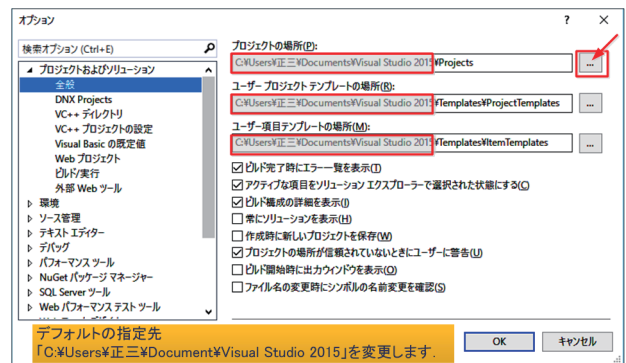 オプション
? ×
検索オプション (Ctrl+E)
プロジェクトおよびソリューション
全般
DNX Projects
VC++ ディレクトリ
VC++ プロジェクトの設定
Visual Basic の既定値
Web プロジェクト
ビルド/実行
外部 Web ツール
環境
ソース管理
テキスト エディター
デバッグ
パフォーマンス ツール
NuGet パッケージ マネージャー
SQL Server ツール
Web パフォーマンス テスト ツール
プロジェクトの場所(P):
C:¥Users¥正三¥Documents¥Visual Studio 2015¥Projects
...
ユーザー プロジェクト テンプレートの場所(R):
C:¥Users¥正三¥Documents¥Visual Studio 2015¥Templates¥ProjectTemplates
...
ユーザー項目テンプレートの場所(M):
C:¥Users¥正三¥Documents¥Visual Studio 2015¥Templates¥ItemTemplates
...
ビルド完了時にエラー一覧を表示(T)
アクティブな項目をソリューション エクスプローラーで選択された状態にする(C)
ビルド構成の詳細を表示(I)
常にソリューションを表示(H)
作成時に新しいプロジェクトを保存(W)
プロジェクトの場所が信頼されていないときにユーザーに警告(U)
ビルド開始時に出力ウィンドウを表示(O)
ファイル名の変更時にシンボルの名前変更を確認(S)
デフォルトの指定先
「C:¥Users¥正三¥Document¥Visual Studio 2015」を変更します.
OK
キャンセル